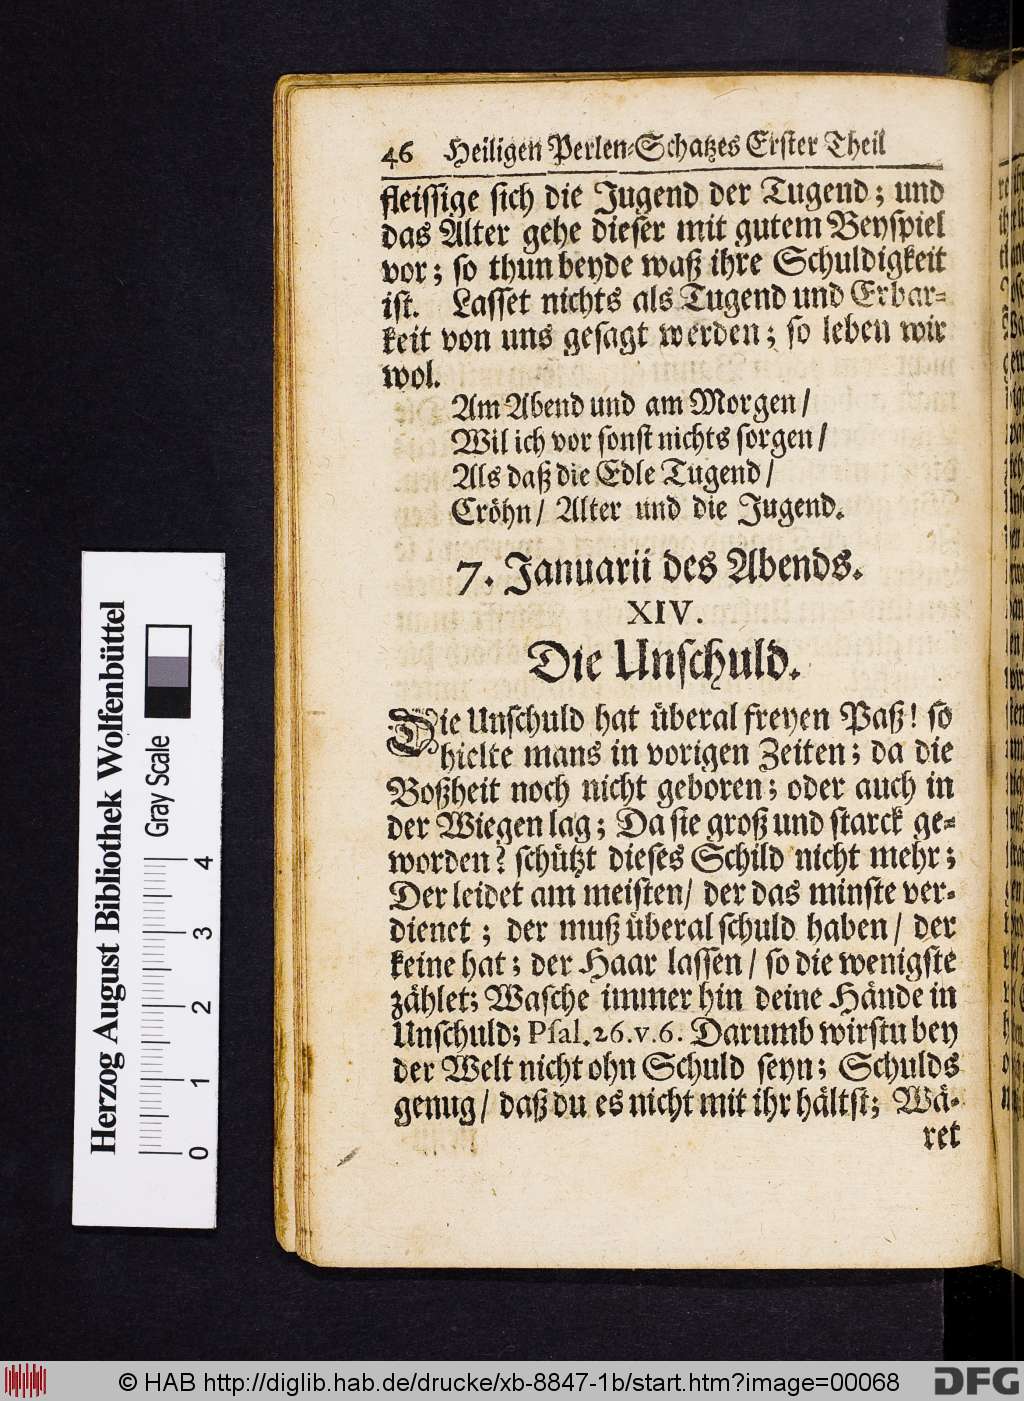 46 Heiligen Perlen-Schatzes Erster Theil
fleissige sich die Jugend der Tugend; und
das Alter gehe dieser mit gutem Beyspiel
vor; so thun beyde waß ihre Schuldigkeit
ist. Lasset nichts als Tugend und Erbar-
keit von uns gesagt werden; so leben wir
wol.
Am Abend und am Morgen/
Wil ich vor sonst nichts sorgen/
Als daß die Edle Tugend/
Cröhn/ Alter und die Jugend.
7. Januarii des Abends.
XIV.
Die Unschuld.
Die Unschuld hat überal freyen Paß! so
hielte mans in vorigen Zeiten; da die
Boßheit noch nicht geboren; oder auch in
der Wiegen lag; Da sie groß und starck ge-
worden? schützt dieses Schild nicht mehr;
Der leidet am meisten/ der das minste ver-
dienet; der muß überal schuld haben/ der
keine hat; der Haar lassen/ so die wenigste
zählet; Wasche immer hin deine Hände in
Unschuld; Psal. 26. v. 6. Darumb wirstu bey
der Welt nicht ohn Schuld seyn; Schulds
genug/ daß du es nicht mit ihr hältst; Wä-
ret
Herzog August Bibliothek Wolfenbüttel
Gray Scale
0 1 2 3 4
© HAB http://diglib.hab.de/drucke/xb-8847-1b/start.htm?image=00068
DFG